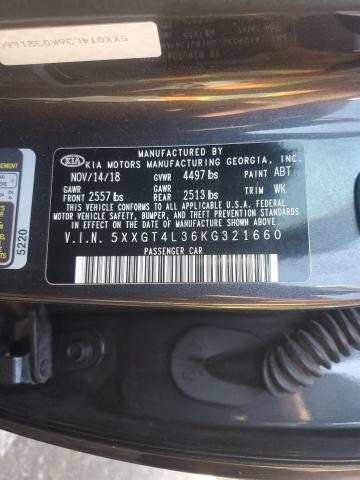 5XXGT4L36KG321660
MANUFACTURED BY
KIA KIA MOTORS MANUFACTURING GEORGIA, INC.
NOV/14/18 GVWR 4497 lbs PAINT ABT
GAWR FRONT 2557 lbs GAWR REAR 2513 lbs TRIM WK
THIS VEHICLE CONFORMS TO ALL APPLICABLE U.S.A. FEDERAL
MOTOR VEHICLE SAFETY, BUMPER, AND THEFT PREVENTION
STANDARDS IN EFFECT ON THE DATE OF MANUFACTURE
SHOWN ABOVE
V.I.N. 5XXGT4L36KG321660
PASSENGER CAR
5220